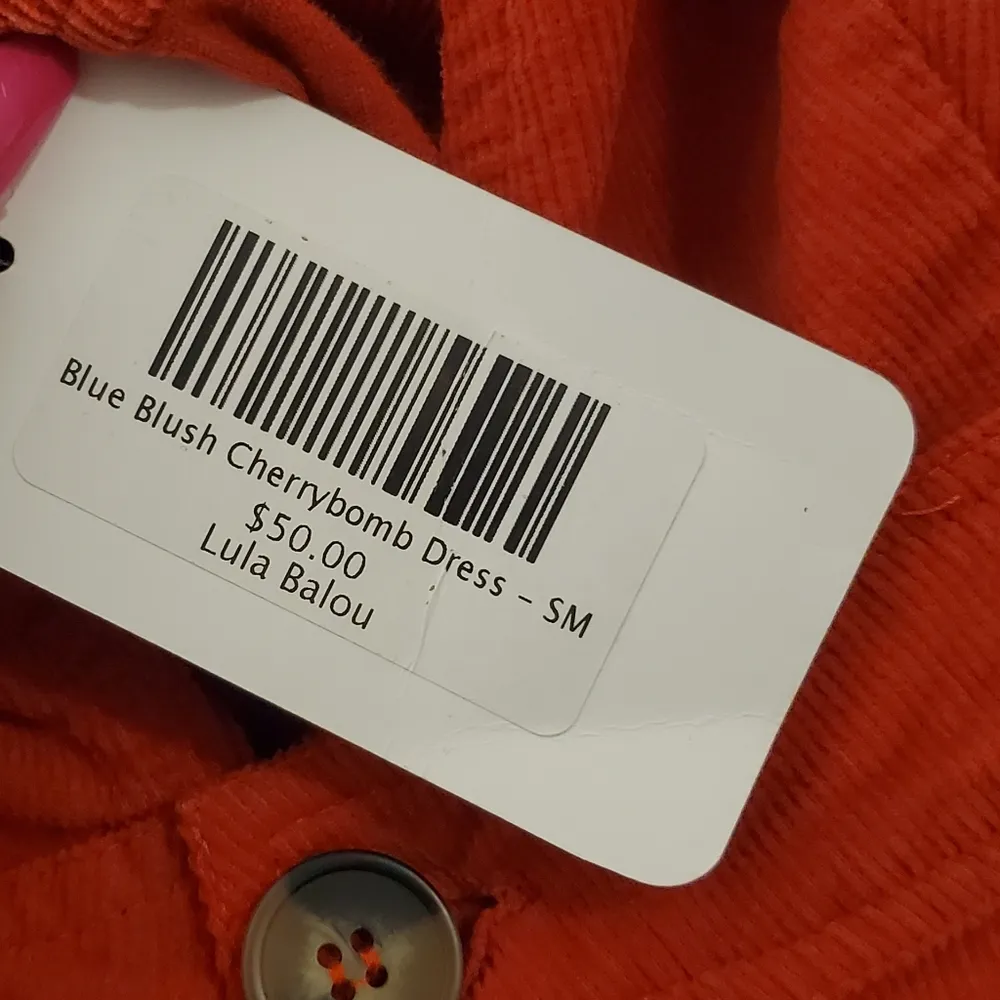 Blue Blush Cherrybomb Dress – SM
$50.00
Lula Balou